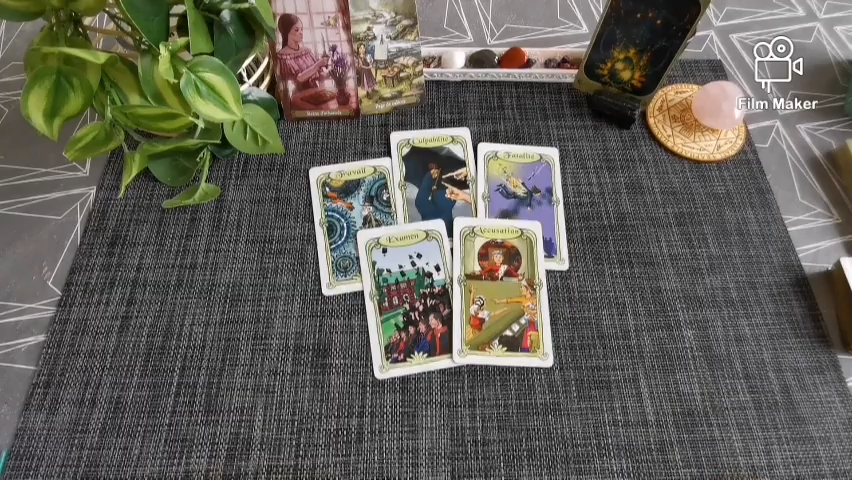 Film Maker
Culpabilité
Travail
Fatalité
Examen
Accusation